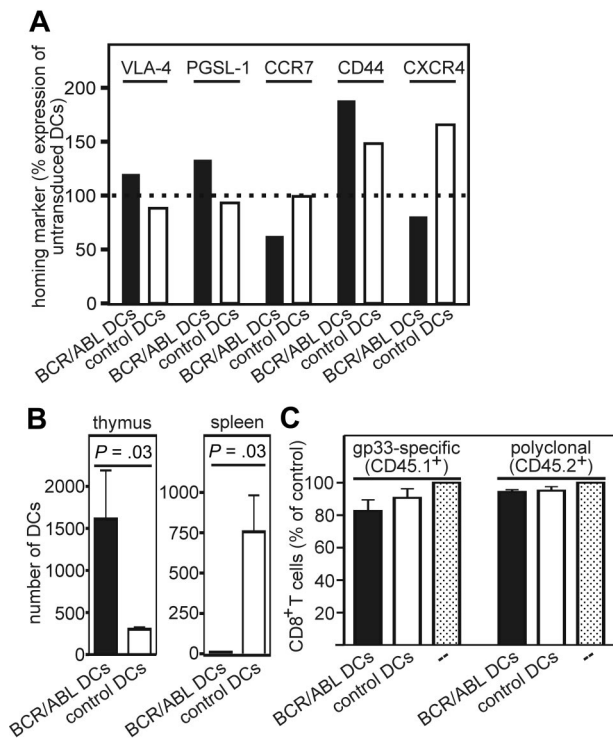 A
VLA-4 PGSL-1 CCR7 CD44 CXCR4
homing marker (% expression of
untransduced DCs)
200
150
100
50
0
BCR/ABL DCs
control DCs
BCR/ABL DCs
control DCs
BCR/ABL DCs
control DCs
BCR/ABL DCs
control DCs
BCR/ABL DCs
control DCs
B
thymus
P = .03
number of DCs
2000
1500
1000
500
0
BCR/ABL DCs
control DCs
spleen
P = .03
1000
750
500
250
0
BCR/ABL DCs
control DCs
C
gp33-specific
(CD45.1+)
polyclonal
(CD45.2+)
CD8+T cells (% of control)
100
80
60
40
20
BCR/ABL DCs
control DCs
--
BCR/ABL DCs
control DCs
--